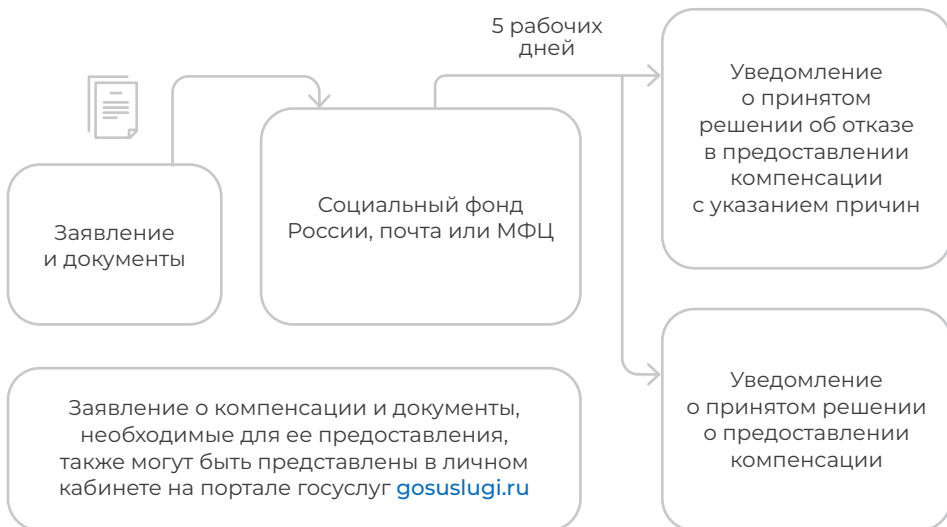 5 рабочих
дней
Заявление
и документы
Социальный фонд
России, почта или МФЦ
Уведомление
о принятом
решении об отказе
в предоставлении
компенсации
с указанием причин
Уведомление
о принятом решении
о предоставлении
компенсации
Заявление о компенсации и документы,
необходимые для ее предоставления,
также могут быть представлены в личном
кабинете на портале госуслуг gosuslugi.ru